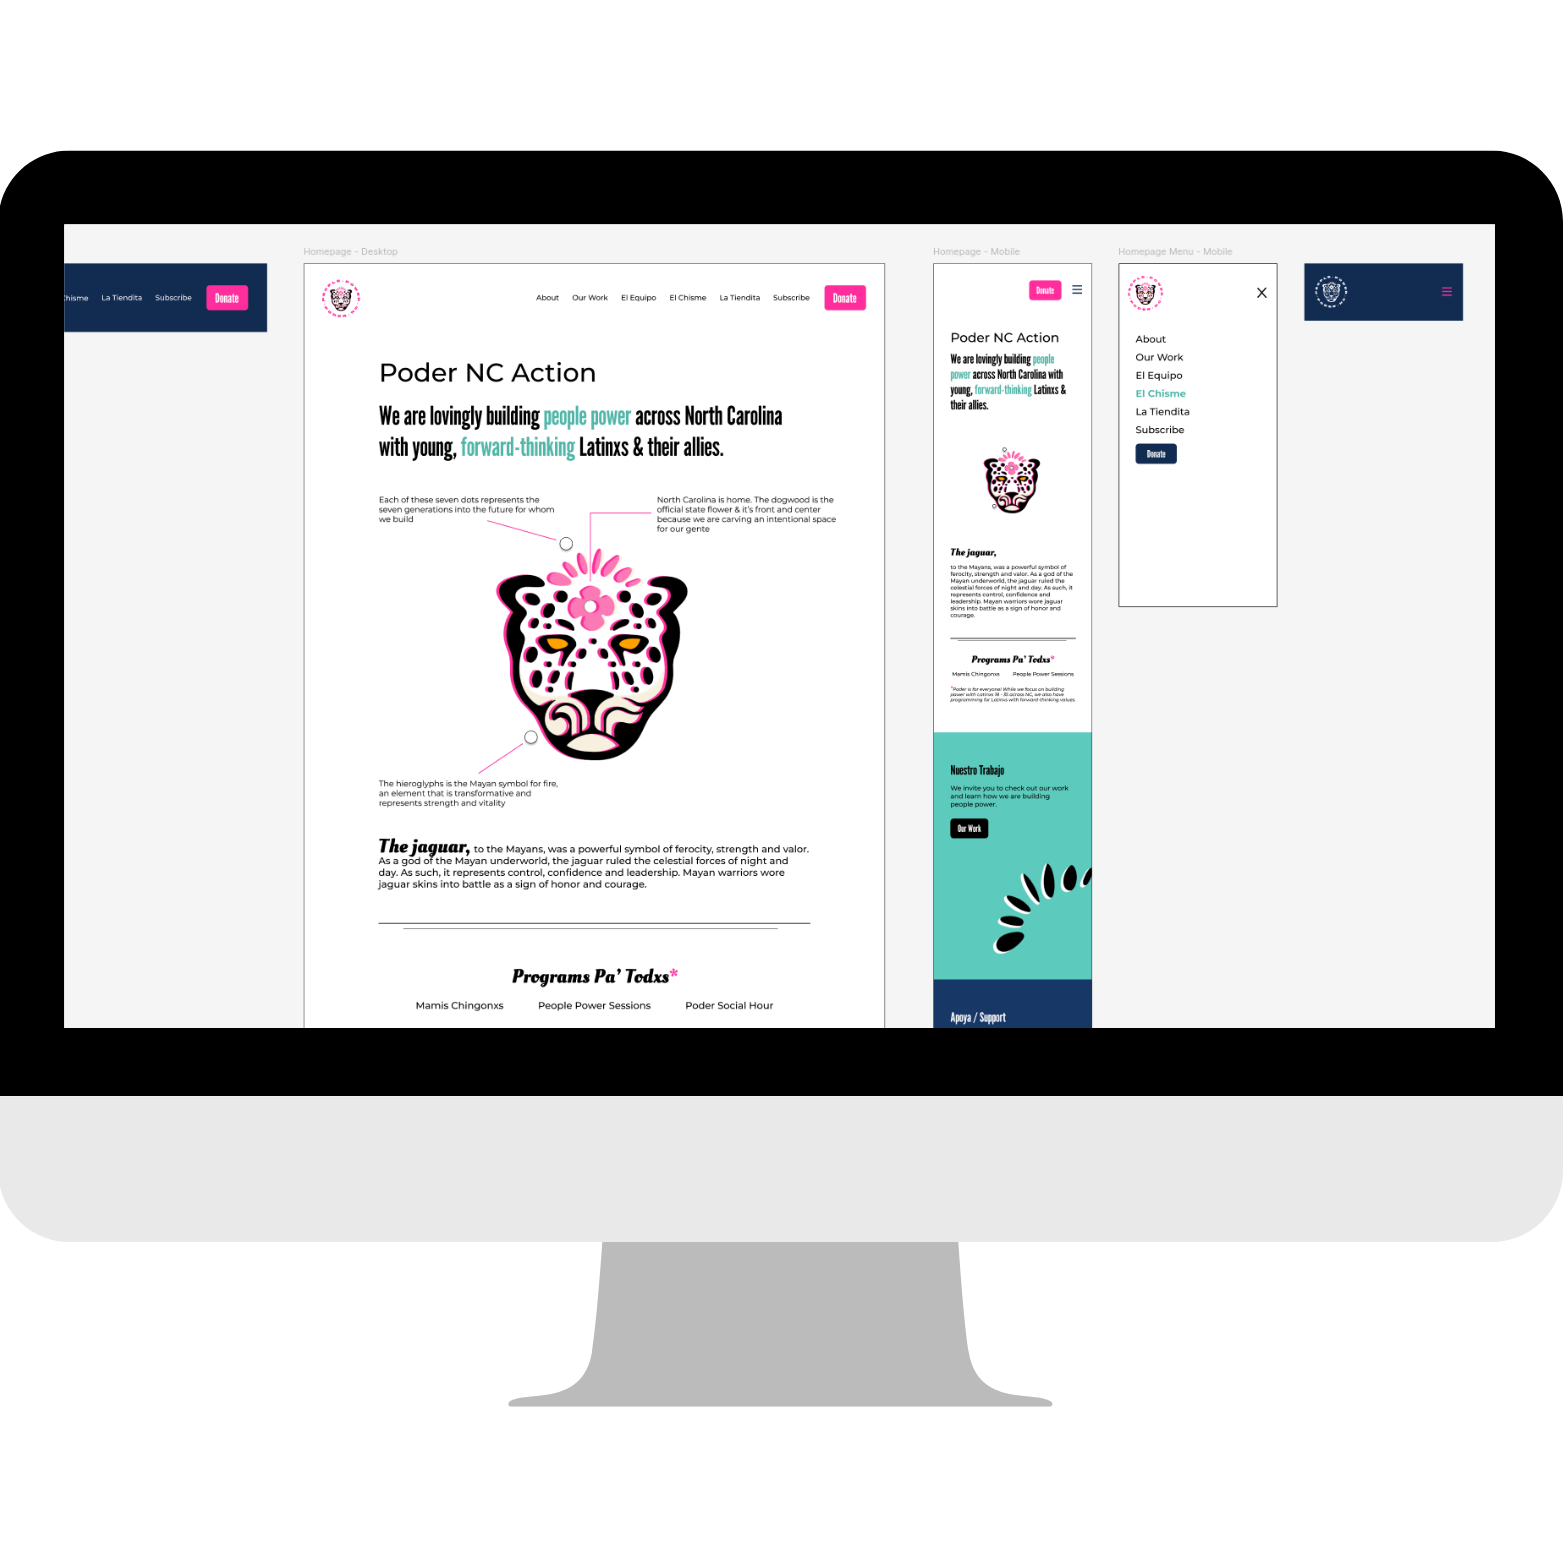 Chisme La Tiendita Subscribe Donate
Homepage - Desktop
About Our Work El Equipo El Chisme La Tiendita Subscribe Donate
Poder NC Action
We are lovingly building people power across North Carolina
with young, forward-thinking Latinxs & their allies.
Each of these seven dots represents the
seven generations into the future for whom
we build
North Carolina is home. The dogwood is the
official state flower & it's front and center
because we are carving an intentional space
for our gente
The hieroglyphs is the Mayan symbol for fire,
an element that is transformative and
represents strength and vitality
The jaguar, to the Mayans, was a powerful symbol of ferocity, strength and valor.
As a god of the Mayan underworld, the jaguar ruled the celestial forces of night and
day. As such, it represents control, confidence and leadership. Mayan warriors wore
jaguar skins into battle as a sign of honor and courage.
Programs Pa' Todxs*
Mamis Chingonxs People Power Sessions Poder Social Hour
Homepage - Mobile
Donate
Poder NC Action
We are lovingly building people
power across North Carolina with
young, forward-thinking Latinxs &
their allies.
The jaguar,
to the Mayans, was a powerful symbol of
ferocity, strength and valor. As a god of the
Mayan underworld, the jaguar ruled the
celestial forces of night and day. As such, it
represents control, confidence and
leadership. Mayan warriors wore jaguar
skins into battle as a sign of honor and
courage.
Programs Pa' Todxs*
Mamis Chingonxs People Power Sessions
*Poder is for everyone! While we focus on building
power with Latinxs 18 - 35 across NC, we also have
programming for Latinxs with forward-thinking values.
Nuestro Trabajo
We invite you to check out our work
and learn how we are building
people power.
Our Work
Apoya / Support
Homepage Menu - Mobile
X
About
Our Work
El Equipo
El Chisme
La Tiendita
Subscribe
Donate